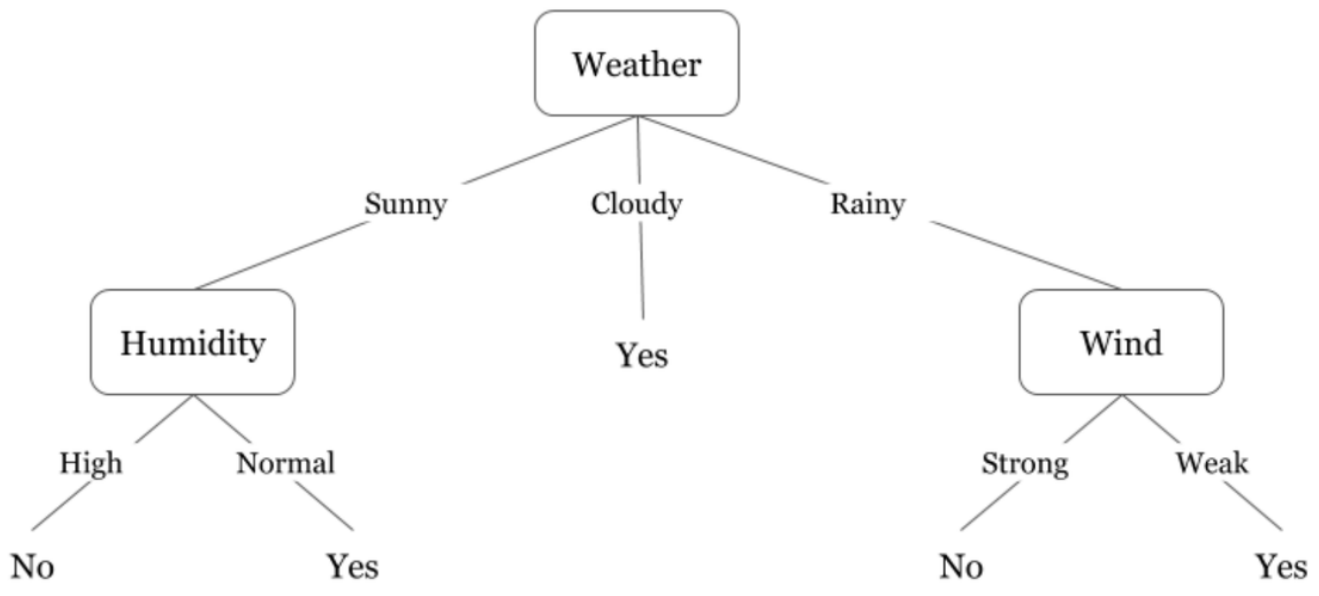 Weather
Sunny
Cloudy
Rainy
Humidity
Yes
Wind
High
Normal
Strong
Weak
No
Yes
No
Yes